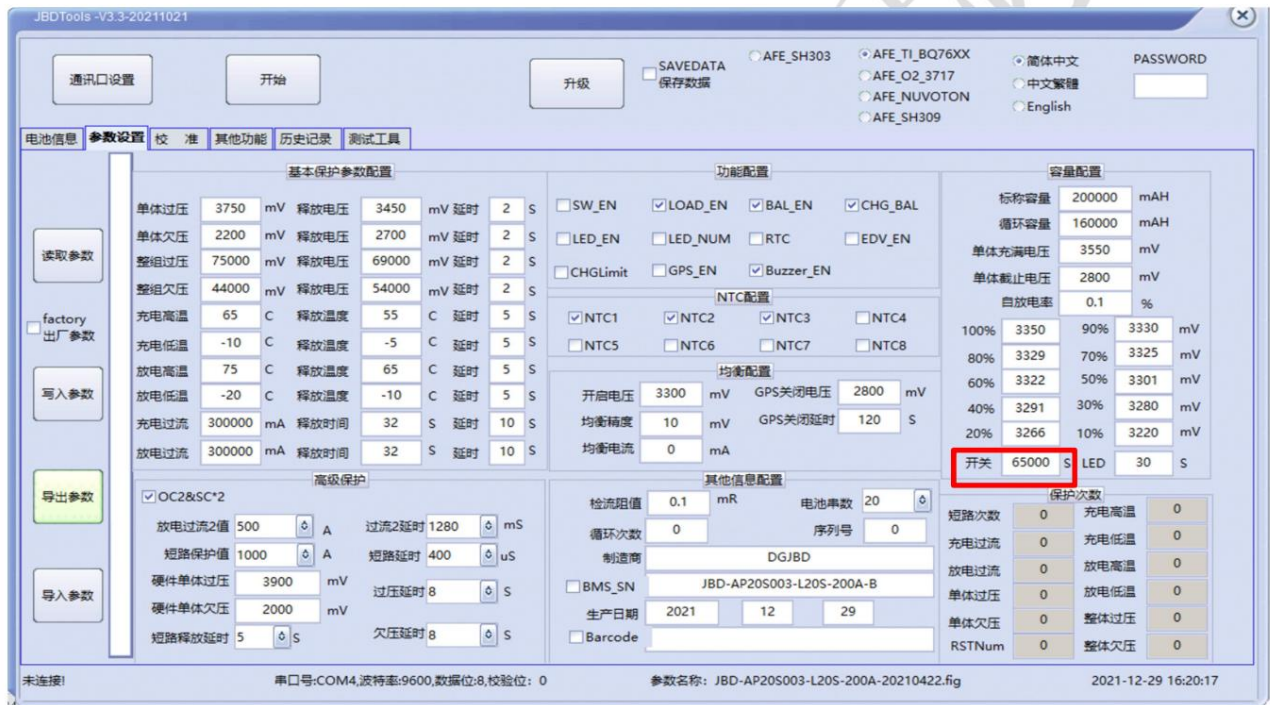 JBDTools -V3.3-20211021
通讯口设置
开始
升级
SAVEDATA
保存数据
AFE_SH303
AFE_TI_BQ76XX
AFE_O2_3717
AFE_NUVOTON
AFE_SH309
简体中文
中文繁體
English
PASSWORD
电池信息 参数设置 校 准 其他功能 历史记录 测试工具
读取参数
factory
出厂参数
写入参数
导出参数
导入参数
基本保护参数配置
单体过压 3750 mV 释放电压 3450 mV 延时 2 S
单体欠压 2200 mV 释放电压 2700 mV 延时 2 S
整组过压 75000 mV 释放电压 69000 mV 延时 2 S
整组欠压 44000 mV 释放电压 54000 mV 延时 2 S
充电高温 65 C 释放温度 55 C 延时 5 S
充电低温 -10 C 释放温度 -5 C 延时 5 S
放电高温 75 C 释放温度 65 C 延时 5 S
放电低温 -20 C 释放温度 -10 C 延时 5 S
充电过流 300000 mA 释放时间 32 S 延时 10 S
放电过流 300000 mA 释放时间 32 S 延时 10 S
高级保护
OC2&SC*2
放电过流2值 500 A 过流2延时 1280 mS
短路保护值 1000 A 短路延时 400 uS
硬件单体过压 3900 mV 过压延时 8 S
硬件单体欠压 2000 mV
短路释放延时 5 S 欠压延时 8 S
功能配置
SW_EN LOAD_EN BAL_EN CHG_BAL
LED_EN LED_NUM RTC EDV_EN
CHGLimit GPS_EN Buzzer_EN
NTC配置
NTC1 NTC2 NTC3 NTC4
NTC5 NTC6 NTC7 NTC8
均衡配置
开启电压 3300 mV GPS关闭电压 2800 mV
均衡精度 10 mV GPS关闭延时 120 S
均衡电流 0 mA
其他信息配置
检流阻值 0.1 mR 电池串数 20
循环次数 0 序列号 0
制造商 DGJBD
BMS_SN JBD-AP20S003-L20S-200A-B
生产日期 2021 12 29
Barcode
容量配置
标称容量 200000 mAH
循环容量 160000 mAH
单体充满电压 3550 mV
单体截止电压 2800 mV
自放电率 0.1 %
100% 3350 90% 3330 mV
80% 3329 70% 3325 mV
60% 3322 50% 3301 mV
40% 3291 30% 3280 mV
20% 3266 10% 3220 mV
开关 65000 S LED 30 S
保护次数
短路次数 0 充电高温 0
充电过流 0 充电低温 0
放电过流 0 放电高温 0
单体过压 0 放电低温 0
单体欠压 0 整体过压 0
RSTNum 0 整体欠压 0
未连接! 串口号:COM4,波特率:9600,数据位:8,校验位: 0 参数名称: JBD-AP20S003-L20S-200A-20210422.fig 2021-12-29 16:20:17